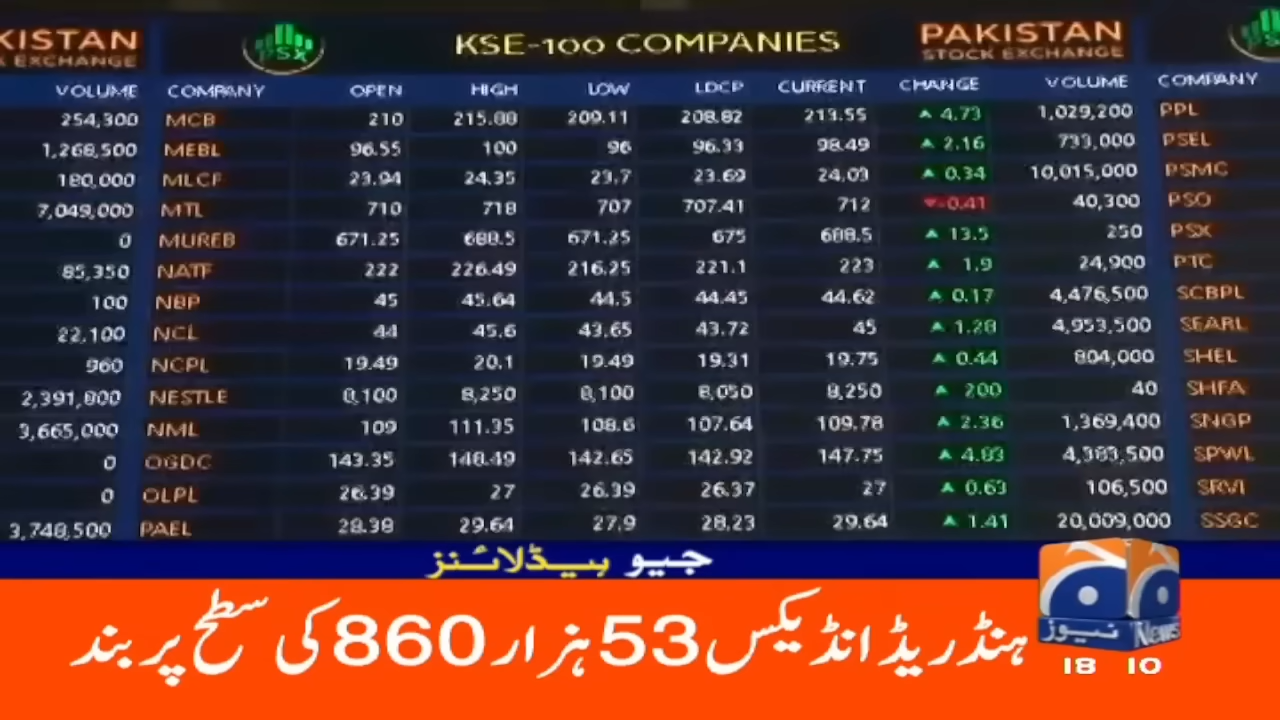 KISTAN PSX KSE-100 COMPANIES PAKISTAN
EXCHANGE STOCK EXCHANGE
VOLUME COMPANY OPEN HIGH LOW LDCP CURRENT CHANGE VOLUME COMPANY
254,300 MCB 210 215.88 209.11 208.82 213.55 ▲ 4.73 1,029,200 PPL
1,268,500 MEBL 96.55 100 96 96.33 98.49 ▲ 2.16 733,000 PSEL
180,000 MLCF 23.94 24.35 23.7 23.69 24.03 ▲ 0.34 10,015,000 PSMC
7,049,000 MTL 710 718 707 707.41 712 ▼-0.41 40,300 PSO
0 MUREB 671.25 688.5 671.25 675 688.5 ▲ 13.5 250 PSX
85,350 NATF 222 226.49 216.25 221.1 223 ▲ 1.9 24,900 PTC
100 NBP 45 45.64 44.5 44.45 44.62 ▲ 0.17 4,476,500 SCBPL
22,100 NCL 44 45.6 43.65 43.72 45 ▲ 1.28 4,953,500 SEARL
960 NCPL 19.49 20.1 19.49 19.31 19.75 ▲ 0.44 804,000 SHEL
2,391,800 NESTLE 8,100 8,250 8,100 8,050 8,250 ▲ 200 40 SHFA
3,665,000 NML 109 111.35 108.6 107.64 109.78 ▲ 2.36 1,369,400 SNGP
0 OGDC 143.35 148.49 142.65 142.92 147.75 ▲ 4.83 4,383,500 SPWL
0 OLPL 26.39 27 26.39 26.37 27 ▲ 0.63 106,500 SRVI
3,748,500 PAEL 28.38 29.64 27.9 28.23 29.64 ▲ 1.41 20,009,000 SSGC
جیو ہیڈلائنز
ہنڈریڈ انڈیکس 53 ہزار 860 کی سطح پر بند
نیوز News
18 10